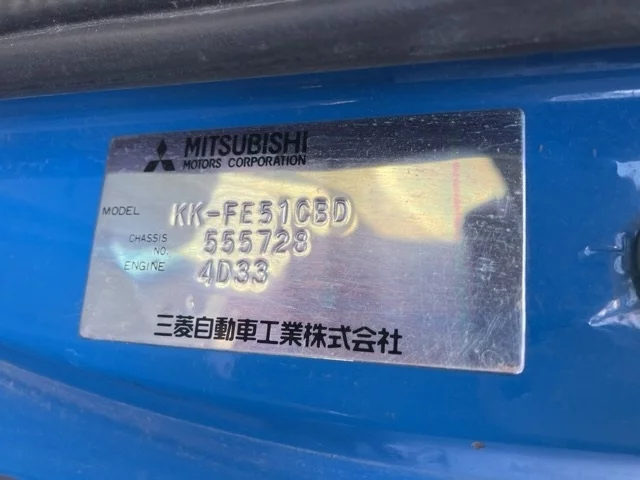 MITSUBISHI
MOTORS CORPORATION
MODEL KK-FE51CBD
CHASSIS NO. 555728
ENGINE 4D33
三菱自動車工業株式会社